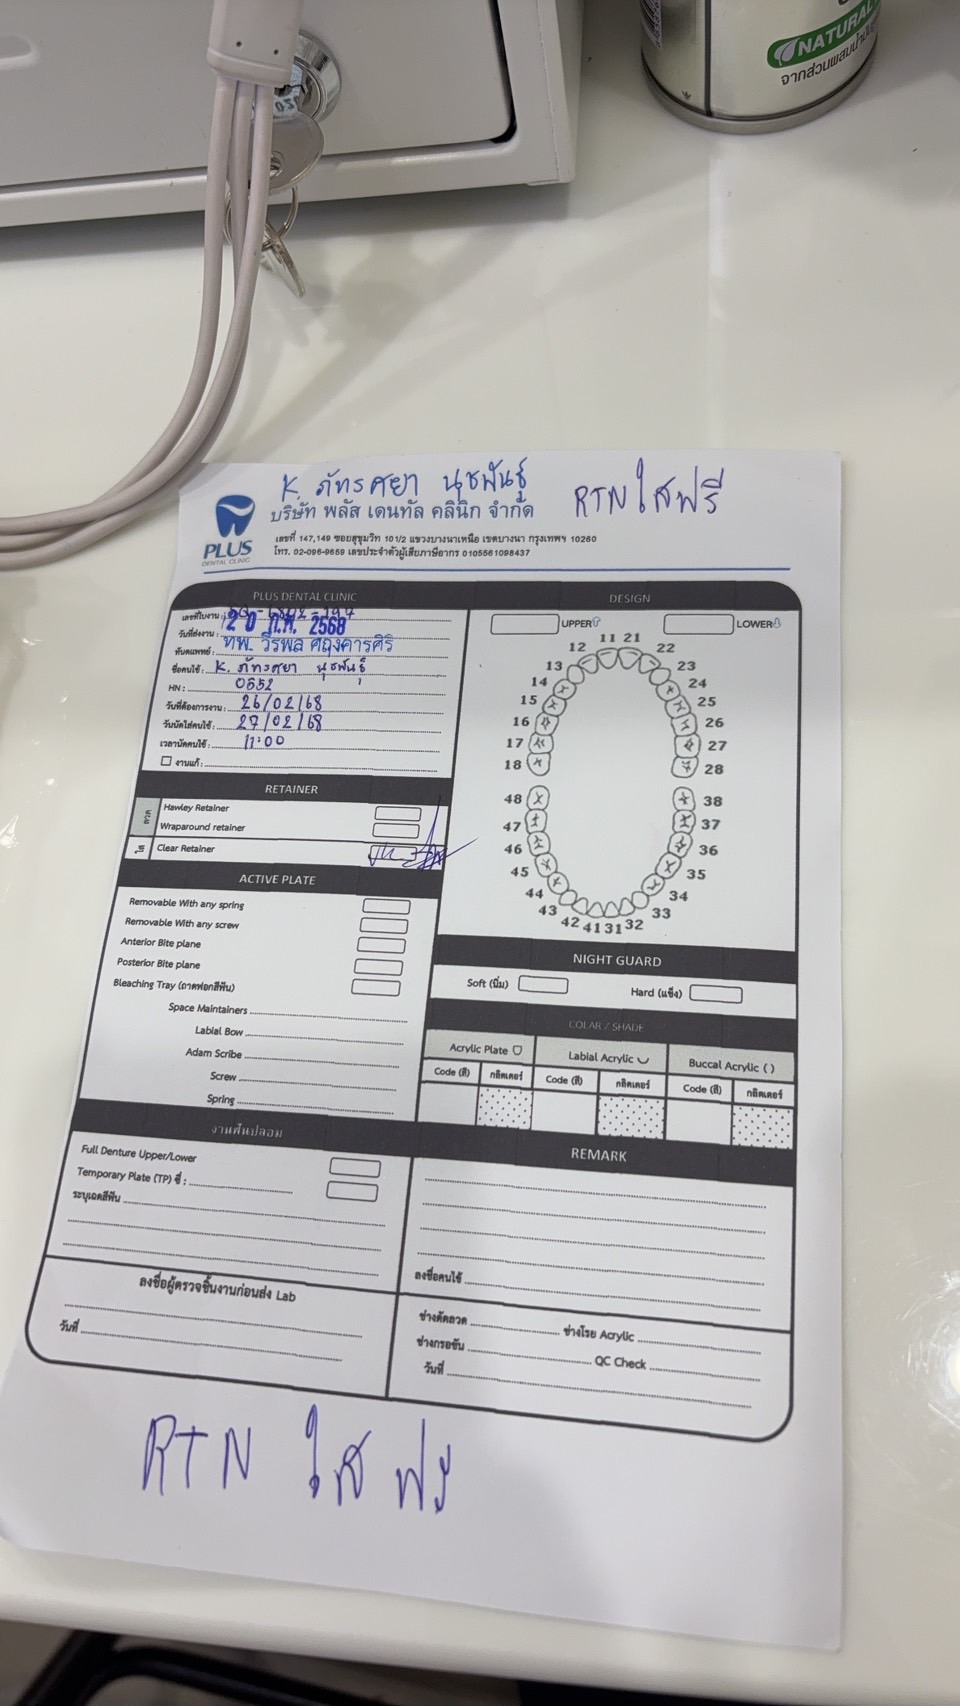 NATURAL
จากส่วนผสมน้ำมัน
K. ภัทรศยา นุชพันธุ์
RTN ใสฟรี
PLUS
DENTAL CLINIC
บริษัท พลัส เดนทัล คลินิก จำกัด
เลขที่ 147,149 ซอยสุขุมวิท 101/2 แขวงบางนาเหนือ เขตบางนา กรุงเทพฯ 10260
โทร. 02-096-9659 เลขประจำตัวผู้เสียภาษีอากร 0105561098437
PLUS DENTAL CLINIC
เลขที่ใบงาน :
วันที่ส่งงาน : 20 ก.พ. 2568
ทันตแพทย์ : ทพ. วีรพล ศฤงคารศิริ
ชื่อคนไข้ : K. ภัทรศยา นุชพันธุ์
HN : 0552
วันที่ต้องการงาน : 26/02/68
วันนัดใส่คนไข้ : 27/02/68
เวลานัดคนไข้ : 11:00
งานแก้ :
RETAINER
ลวด
Hawley Retainer
Wraparound retainer
ใส
Clear Retainer
ACTIVE PLATE
Removable With any spring
Removable With any screw
Anterior Bite plane
Posterior Bite plane
Bleaching Tray (ถาดฟอกสีฟัน)
Space Maintainers
Labial Bow
Adam Scribe
Screw
Spring
งานฟันปลอม
Full Denture Upper/Lower
Temporary Plate (TP) ซี่ :
ระบุเฉดสีฟัน
ลงชื่อผู้ตรวจชิ้นงานก่อนส่ง Lab
วันที่
DESIGN
UPPER
LOWER
11 21
12 22
13 23
14 24
15 25
16 26
17 27
18 28
48 38
47 37
46 36
45 35
44 34
43 33
42 41 31 32
NIGHT GUARD
Soft (นิ่ม)
Hard (แข็ง)
COLAR / SHADE
Acrylic Plate
Labial Acrylic
Buccal Acrylic ( )
Code (สี) กลิตเตอร์ Code (สี) กลิตเตอร์ Code (สี) กลิตเตอร์
REMARK
ลงชื่อคนไข้
ช่างดัดลวด ช่างโรย Acrylic
ช่างกรอขัน QC Check
วันที่
RTN ใสฟรี